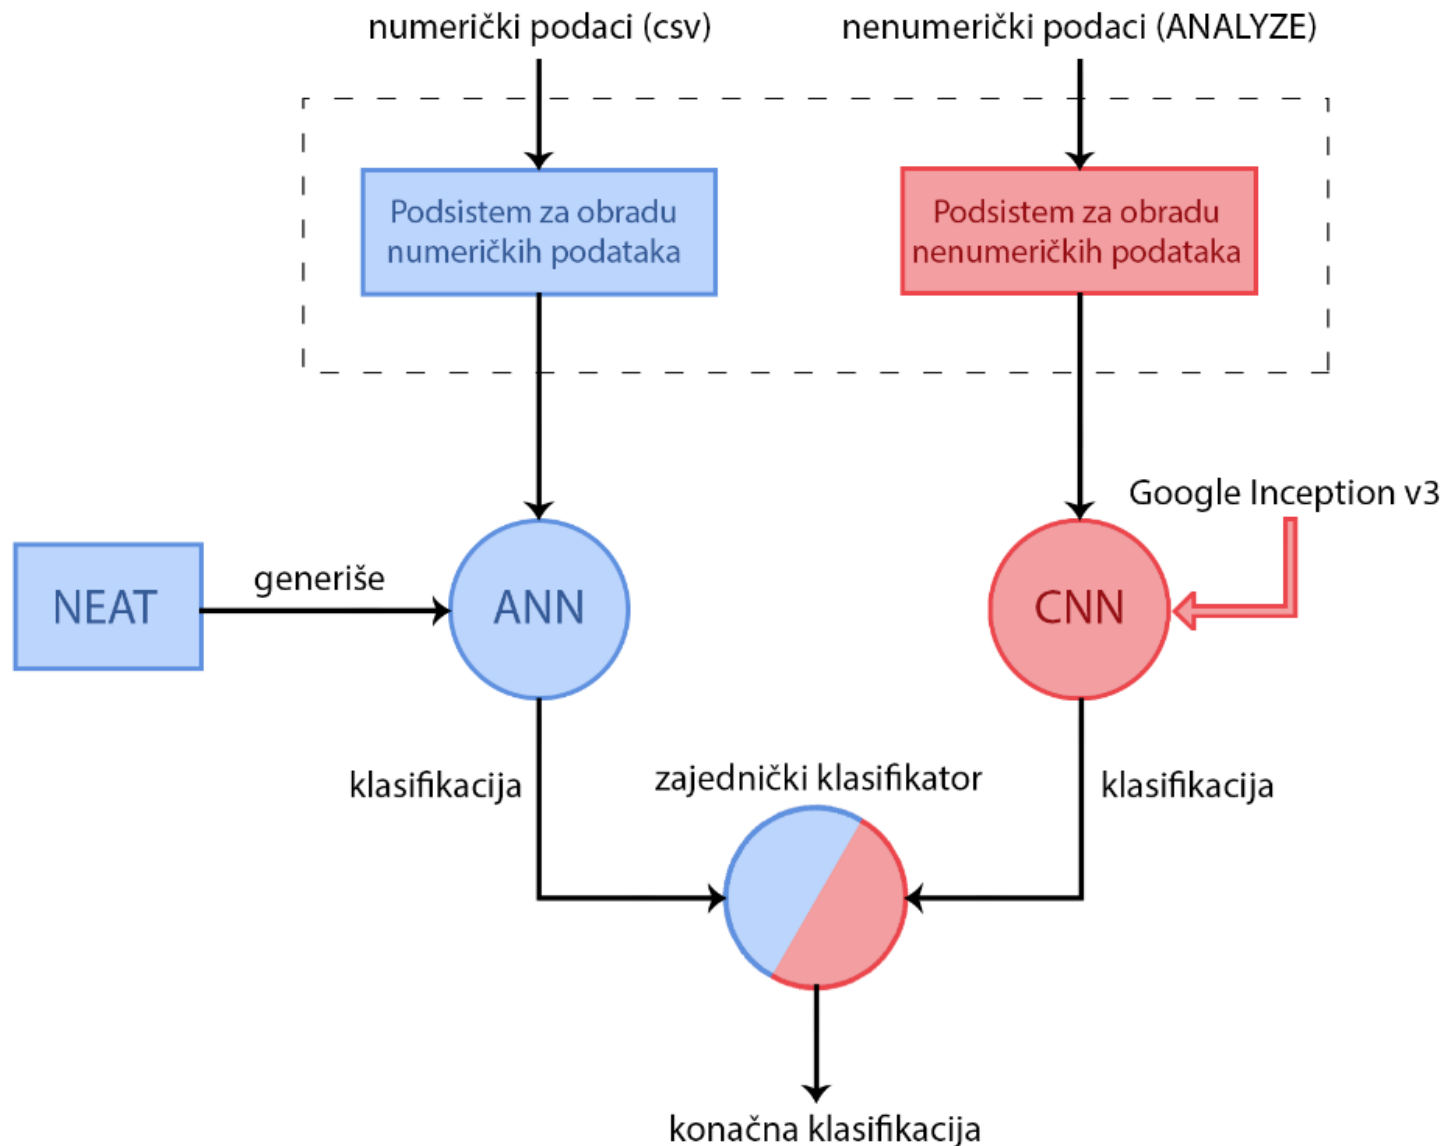 numerički podaci (csv)
nenumerički podaci (ANALYZE)
Podsistem za obradu
numeričkih podataka
Podsistem za obradu
nenumeričkih podataka
Google Inception v3
NEAT
generiše
ANN
CNN
klasifikacija
zajednički klasifikator
klasifikacija
konačna klasifikacija